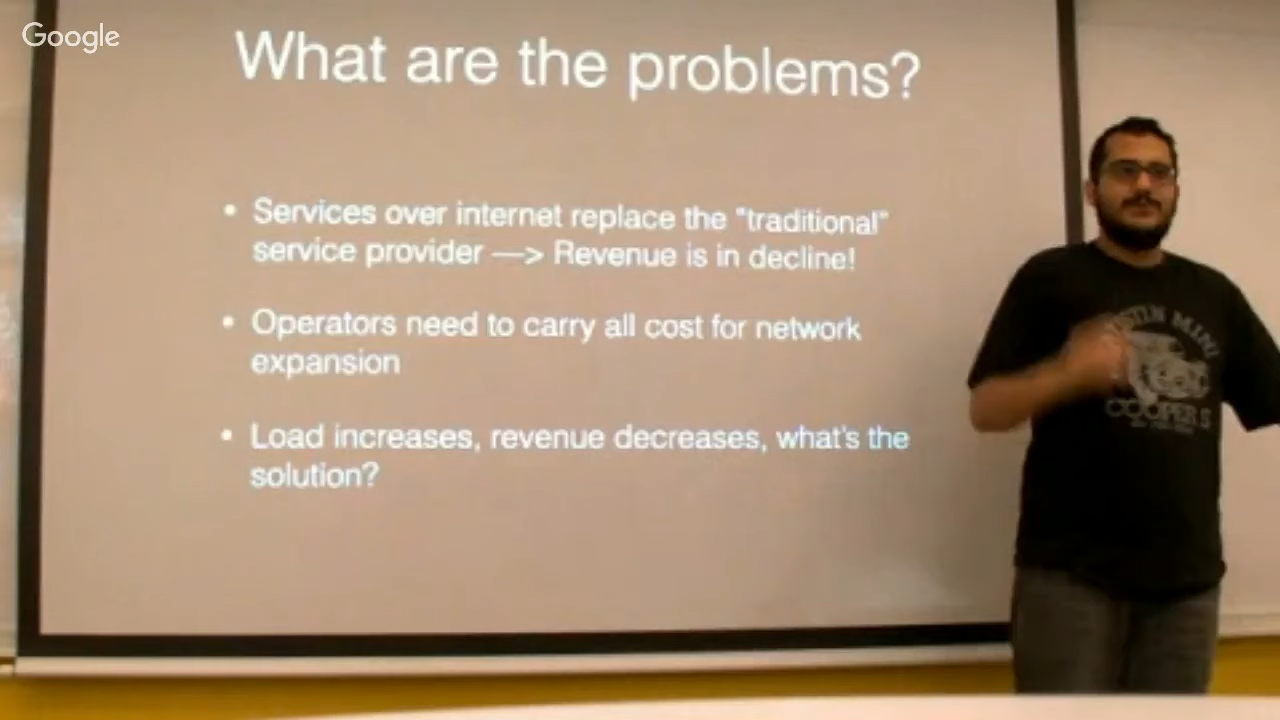 Google
What are the problems?
• Services over internet replace the "traditional"
service provider —> Revenue is in decline!
• Operators need to carry all cost for network
expansion
• Load increases, revenue decreases, what's the
solution?
MINI
COOPER S